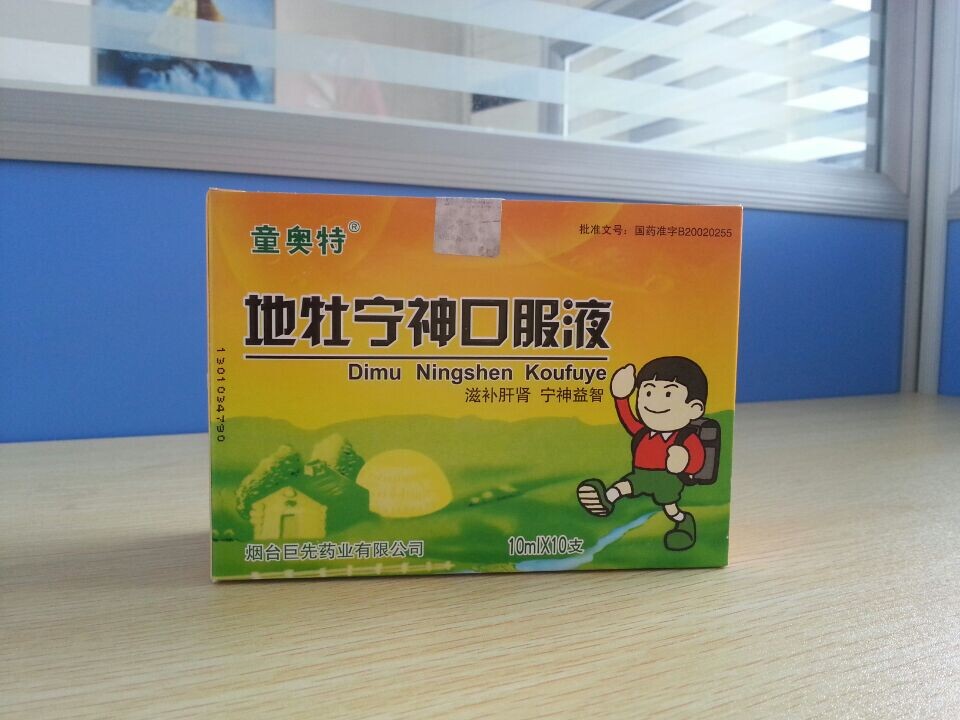 童奥特®
批准文号：国药准字B20020255
地牡宁神口服液
Dimu Ningshen Koufuye
滋补肝肾 宁神益智
1301034790
烟台巨先药业有限公司
10mlX10支